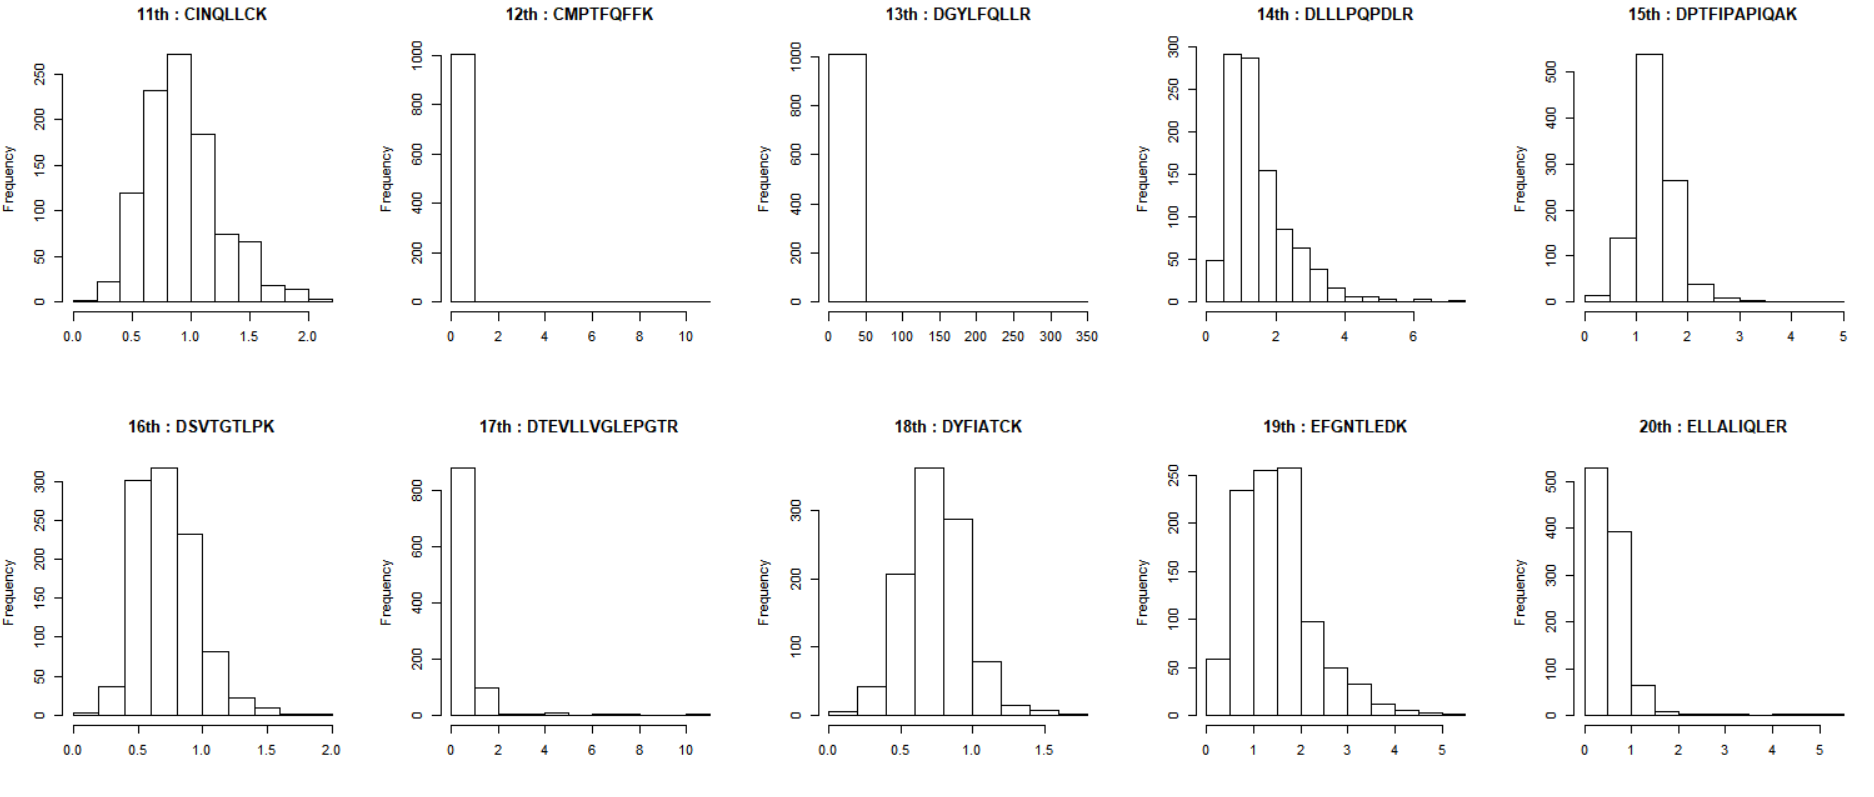 11th : CINQLLCK
Frequency
0 50 100 150 200 250
0.0 0.5 1.0 1.5 2.0
12th : CMPTFQFFK
Frequency
0 200 400 600 800 1000
0 2 4 6 8 10
13th : DGYLFQLLR
Frequency
0 200 400 600 800 1000
0 50 100 150 200 250 300 350
14th : DLLLPQPDLR
Frequency
0 50 100 150 200 250 300
0 2 4 6
15th : DPTFIPAPIQAK
Frequency
0 100 200 300 400 500
0 1 2 3 4 5
16th : DSVTGTLPK
Frequency
0 50 100 150 200 250 300
0.0 0.5 1.0 1.5 2.0
17th : DTEVLLVGLEPGTR
Frequency
0 200 400 600 800
0 2 4 6 8 10
18th : DYFIATCK
Frequency
0 100 200 300
0.0 0.5 1.0 1.5
19th : EFGNTLEDK
Frequency
0 50 100 150 200 250
0 1 2 3 4 5
20th : ELLALIQLER
Frequency
0 100 200 300 400 500
0 1 2 3 4 5